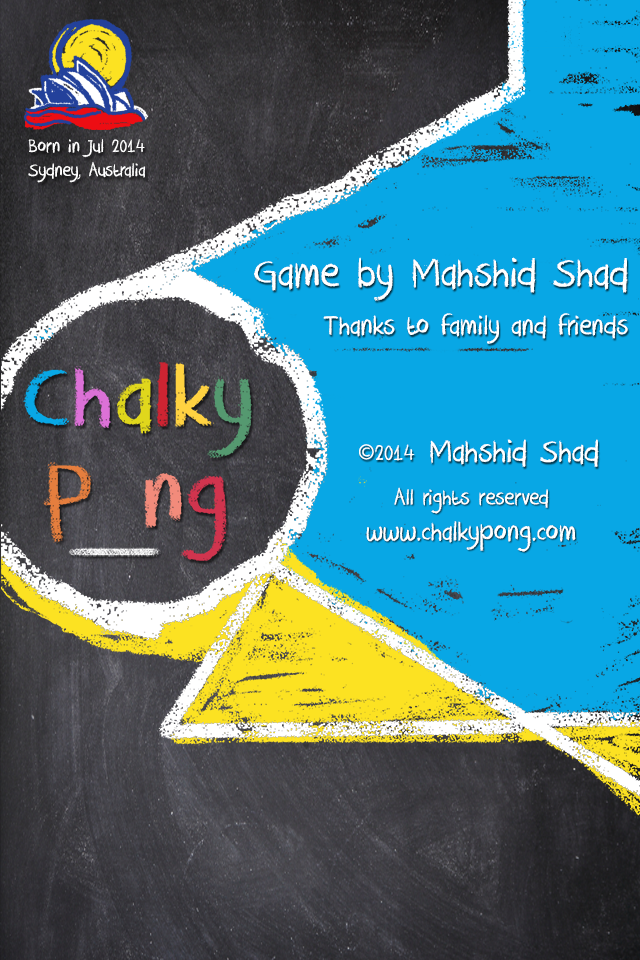 Born in Jul 2014
Sydney, Australia
Game by Mahshid Shad
Thanks to family and friends
Chalky
P_ng
©2014 Mahshid Shad
All rights reserved
www.chalkypong.com